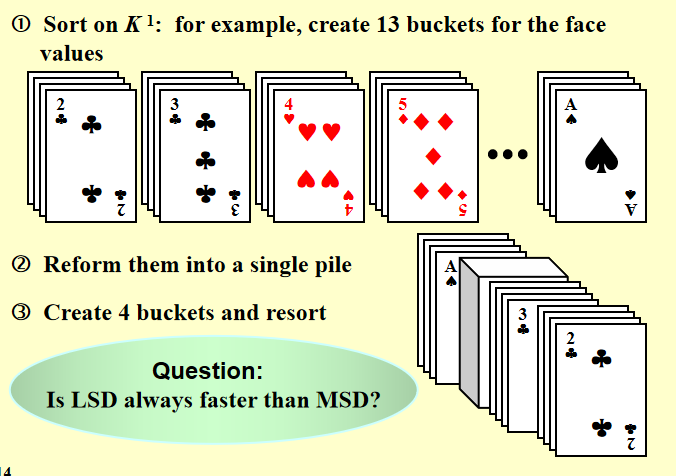 ① Sort on K ¹: for example, create 13 buckets for the face
values
2 3 4 5 A
2 3 4 5 A
② Reform them into a single pile
A
③ Create 4 buckets and resort
3
2
Question:
Is LSD always faster than MSD?
2
14